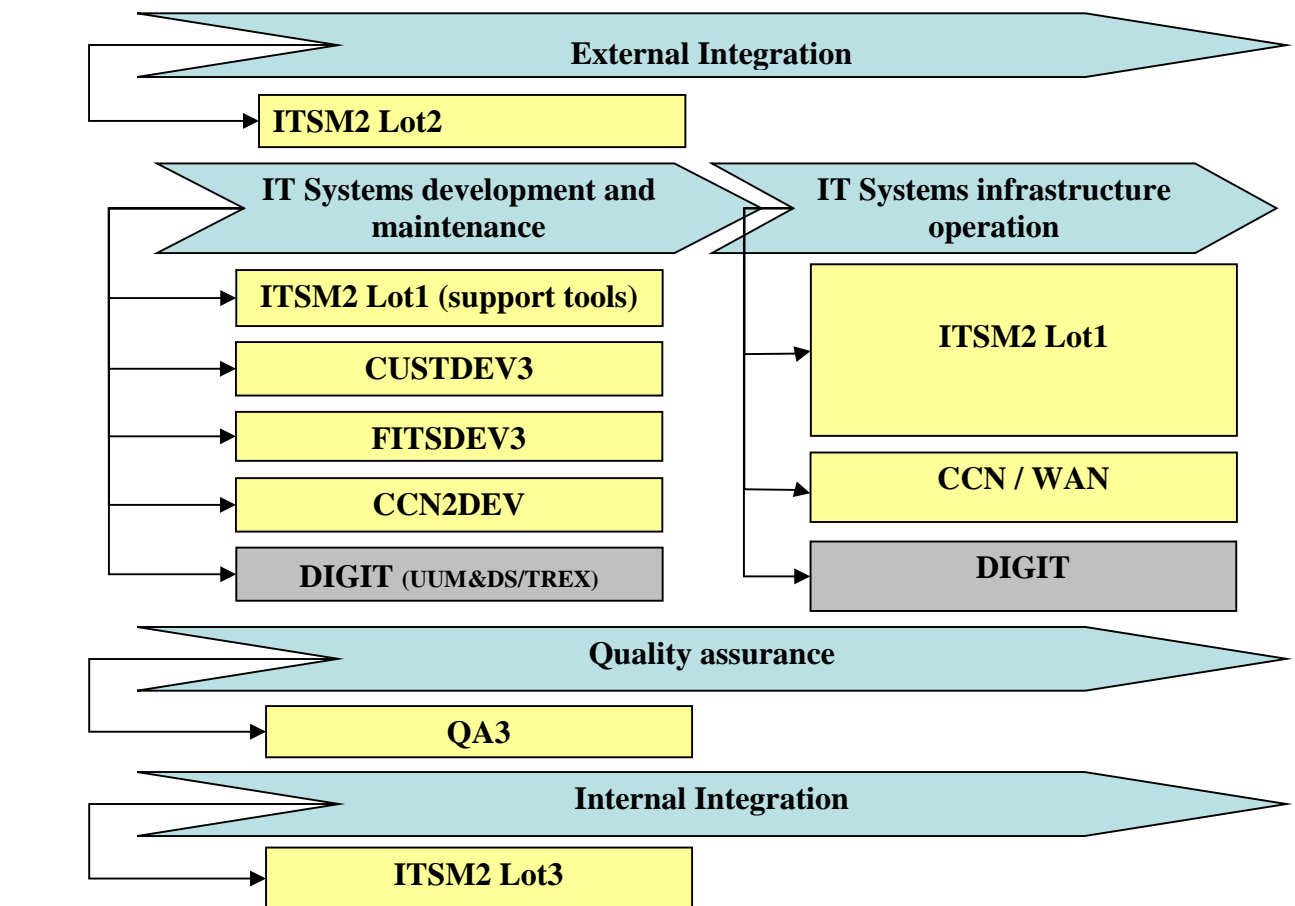 External Integration
ITSM2 Lot2
IT Systems development and
maintenance
IT Systems infrastructure
operation
ITSM2 Lot1 (support tools)
CUSTDEV3
FITSDEV3
CCN2DEV
DIGIT (UUM&DS/TREX)
ITSM2 Lot1
CCN / WAN
DIGIT
Quality assurance
QA3
Internal Integration
ITSM2 Lot3